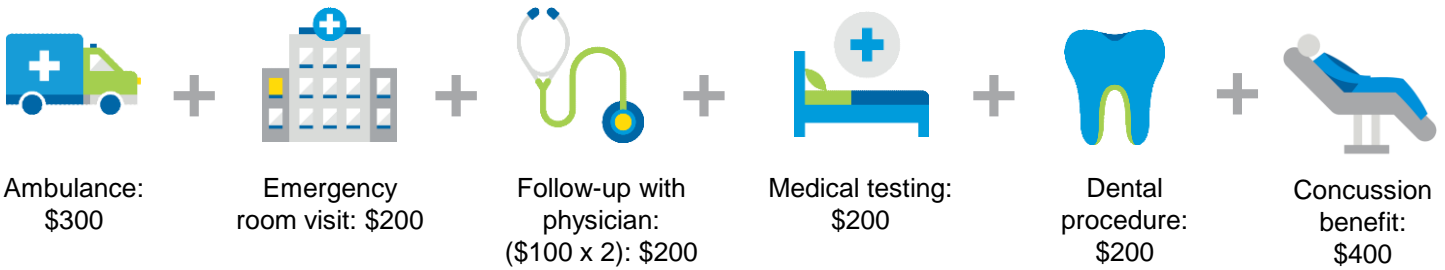 Ambulance:
$300
Emergency
room visit: $200
Follow-up with
physician:
($100 x 2): $200
Medical testing:
$200
Dental
procedure:
$200
Concussion
benefit:
$400